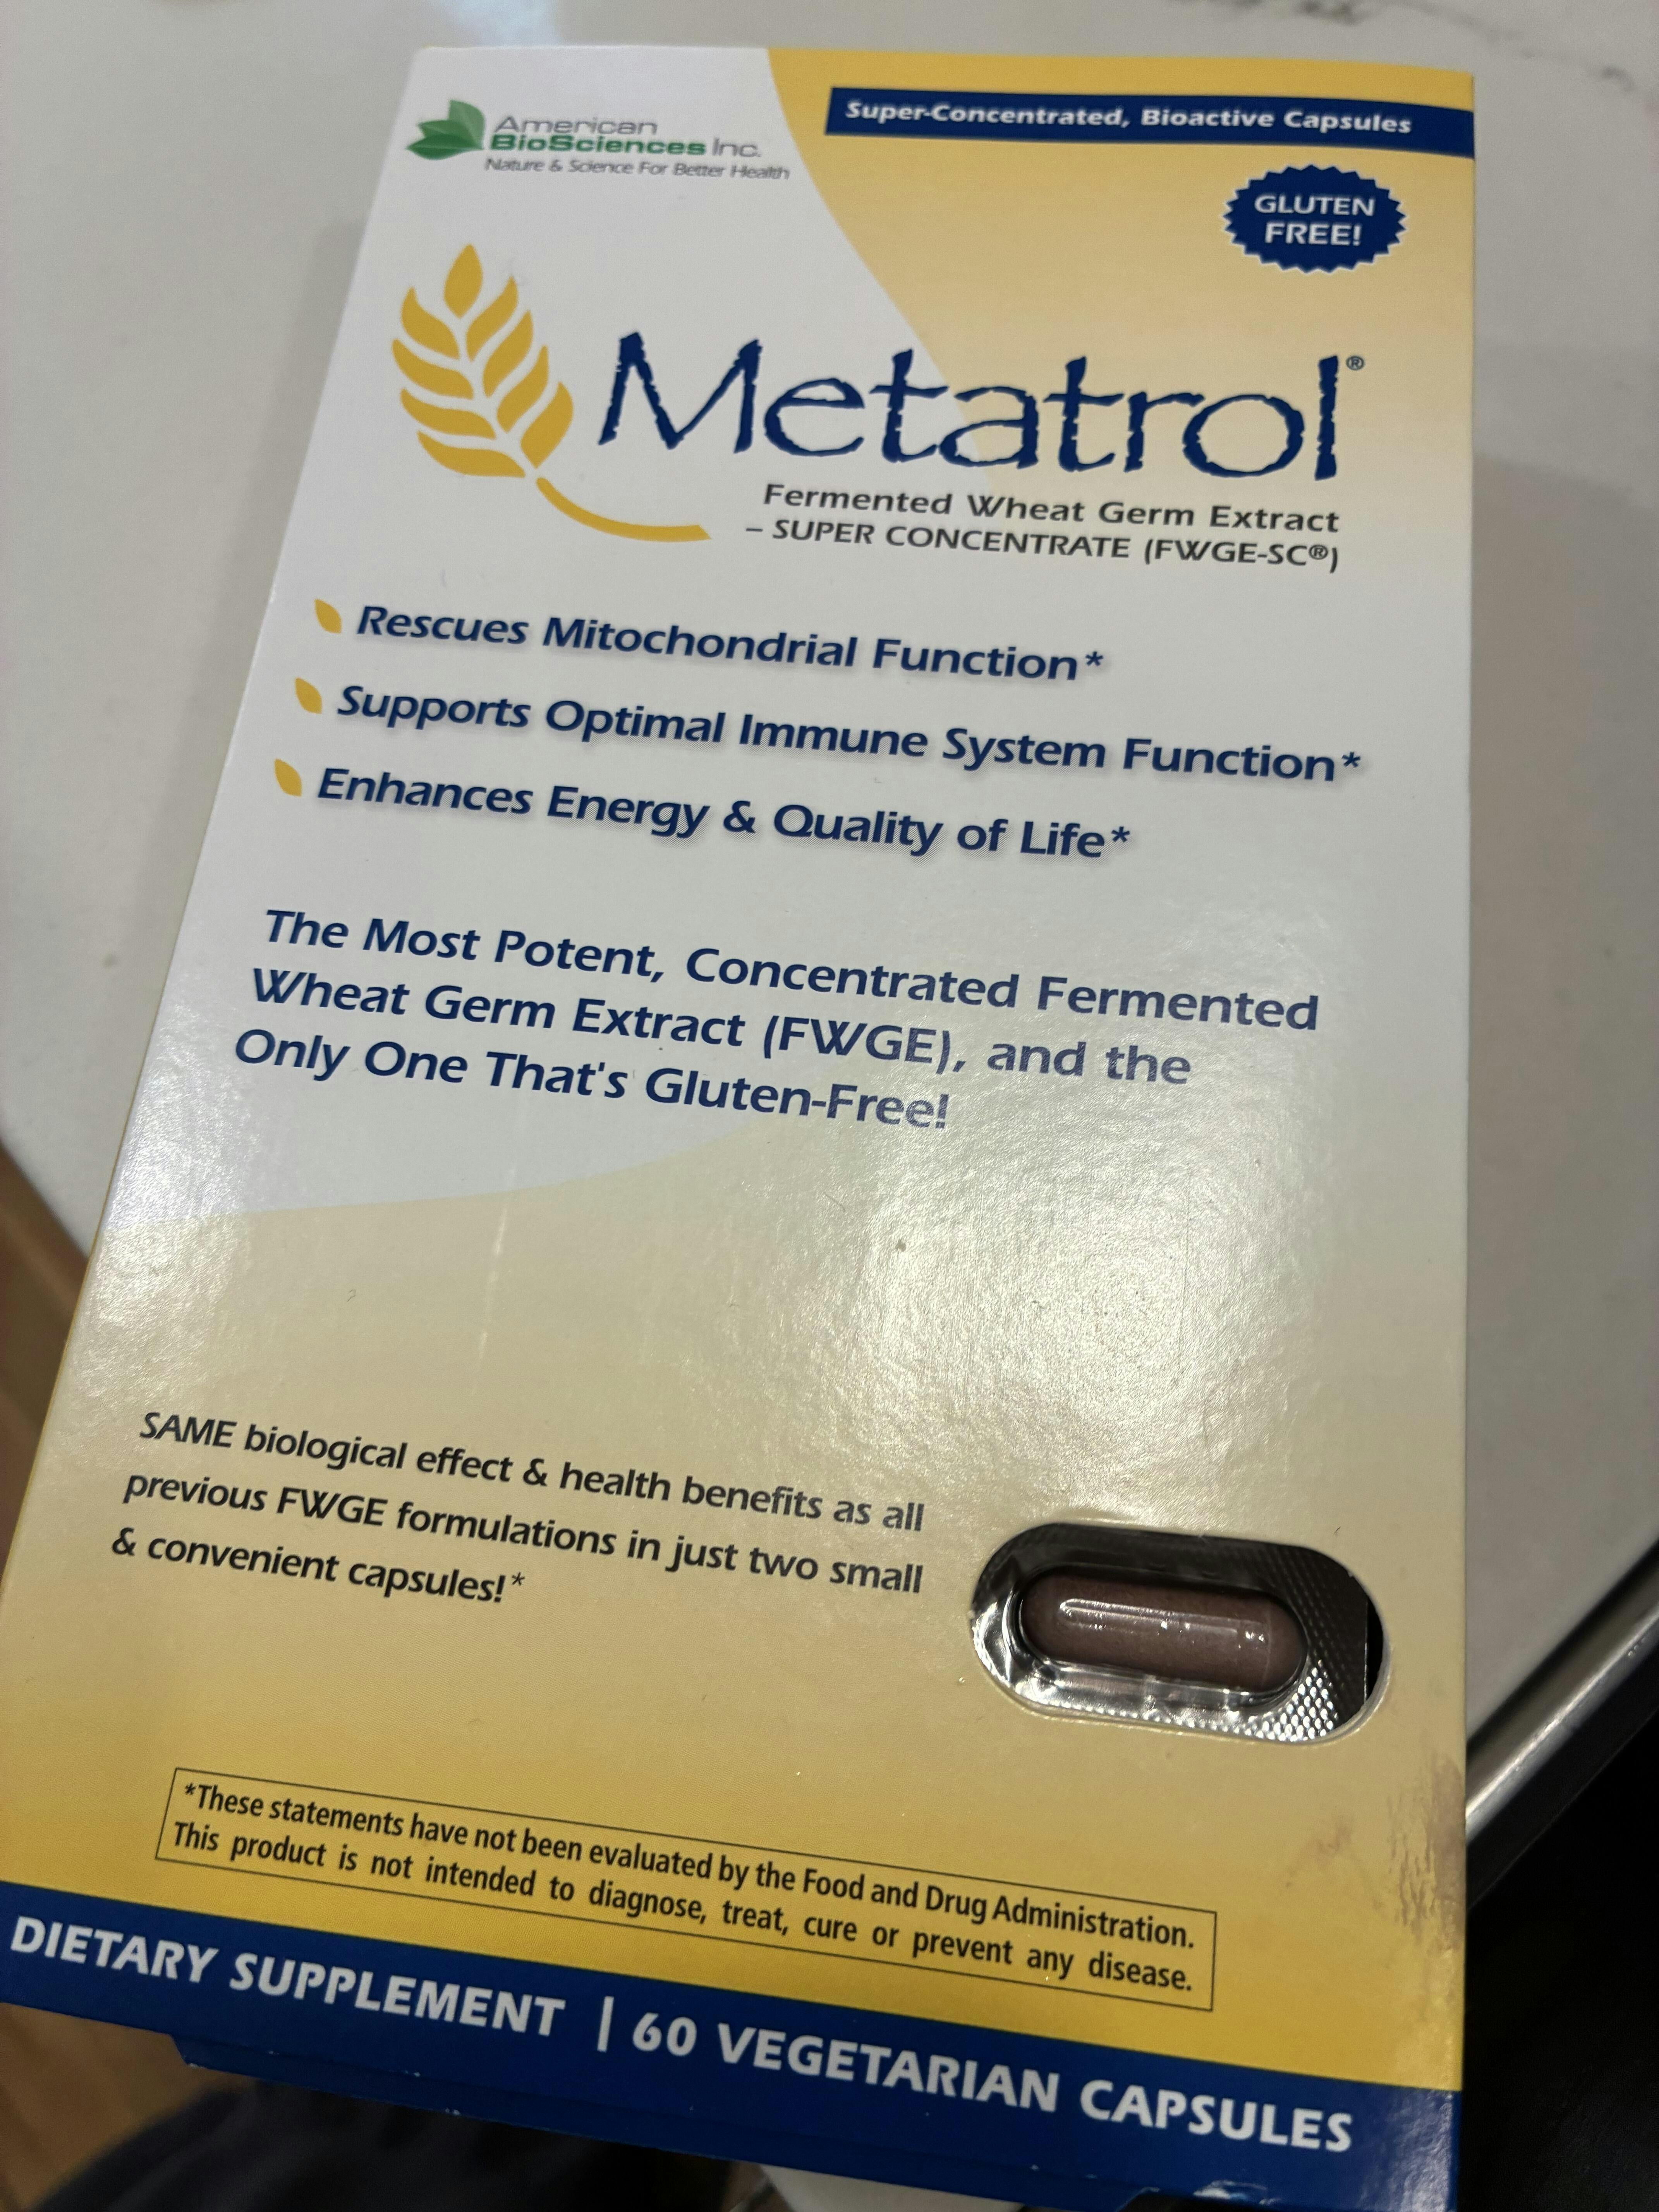 American
BioSciences Inc.
Nature & Science For Better Health
Super-Concentrated, Bioactive Capsules
GLUTEN
FREE!
Metatrol®
Fermented Wheat Germ Extract
– SUPER CONCENTRATE (FWGE-SC®)
Rescues Mitochondrial Function*
Supports Optimal Immune System Function*
Enhances Energy & Quality of Life*
The Most Potent, Concentrated Fermented
Wheat Germ Extract (FWGE), and the
Only One That's Gluten-Free!
SAME biological effect & health benefits as all
previous FWGE formulations in just two small
& convenient capsules!*
*These statements have not been evaluated by the Food and Drug Administration.
This product is not intended to diagnose, treat, cure or prevent any disease.
DIETARY SUPPLEMENT | 60 VEGETARIAN CAPSULES